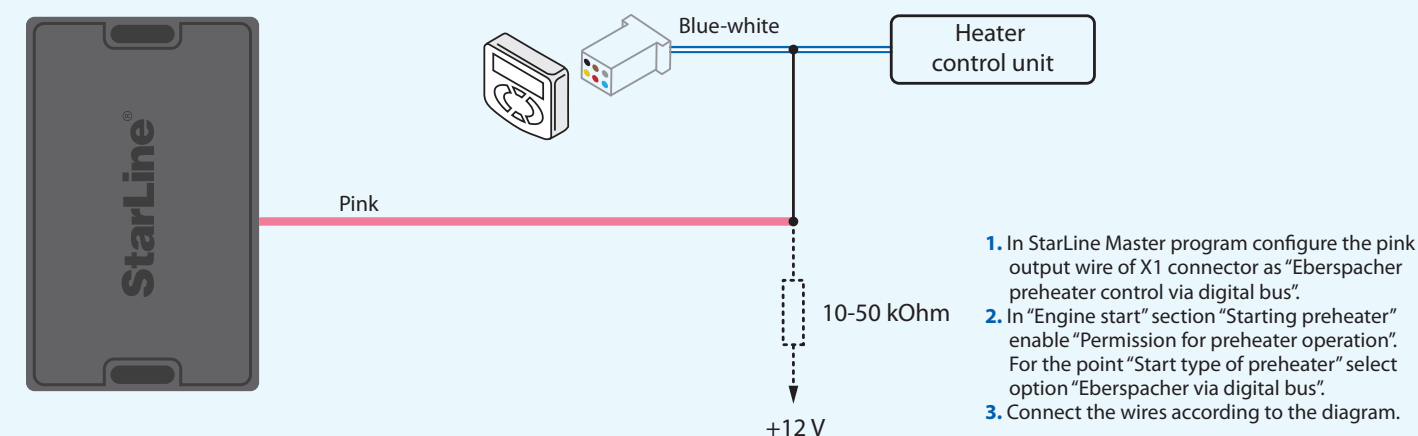 StarLine®
Blue-white
Heater
control unit
Pink
10-50 kOhm
+12 V
1. In StarLine Master program configure the pink
output wire of X1 connector as “Eberspacher
preheater control via digital bus”.
2. In “Engine start” section “Starting preheater”
enable “Permission for preheater operation”.
For the point “Start type of preheater” select
option “Eberspacher via digital bus”.
3. Connect the wires according to the diagram.